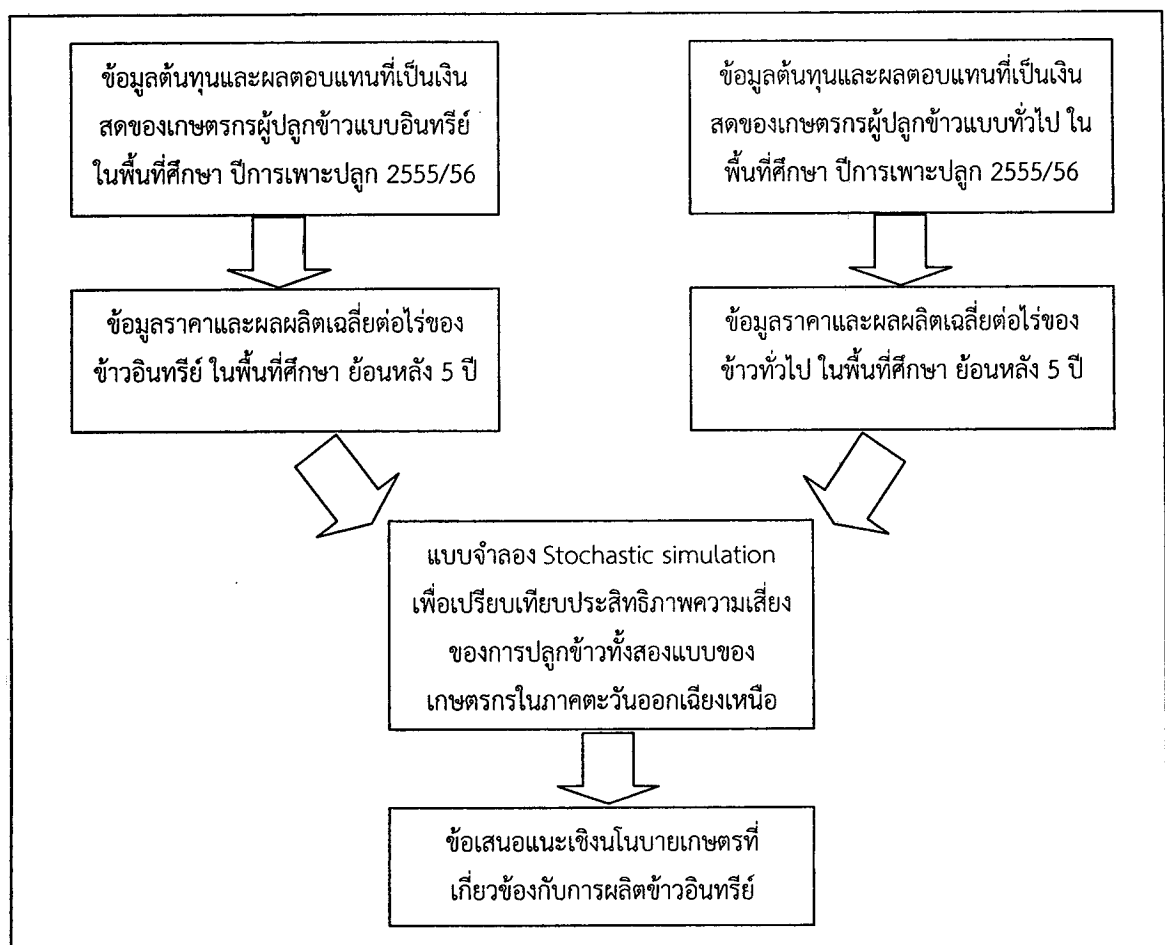 ข้อมูลต้นทุนและผลตอบแทนที่เป็นเงิน
สดของเกษตรกรผู้ปลูกข้าวแบบอินทรีย์
ในพื้นที่ศึกษา ปีการเพาะปลูก 2555/56
ข้อมูลต้นทุนและผลตอบแทนที่เป็นเงิน
สดของเกษตรกรผู้ปลูกข้าวแบบทั่วไป ใน
พื้นที่ศึกษา ปีการเพาะปลูก 2555/56
ข้อมูลราคาและผลผลิตเฉลี่ยต่อไร่ของ
ข้าวอินทรีย์ ในพื้นที่ศึกษา ย้อนหลัง 5 ปี
ข้อมูลราคาและผลผลิตเฉลี่ยต่อไร่ของ
ข้าวทั่วไป ในพื้นที่ศึกษา ย้อนหลัง 5 ปี
แบบจำลอง Stochastic simulation
เพื่อเปรียบเทียบประสิทธิภาพความเสี่ยง
ของการปลูกข้าวทั้งสองแบบของ
เกษตรกรในภาคตะวันออกเฉียงเหนือ
ข้อเสนอแนะเชิงนโนบายเกษตรที่
เกี่ยวข้องกับการผลิตข้าวอินทรีย์